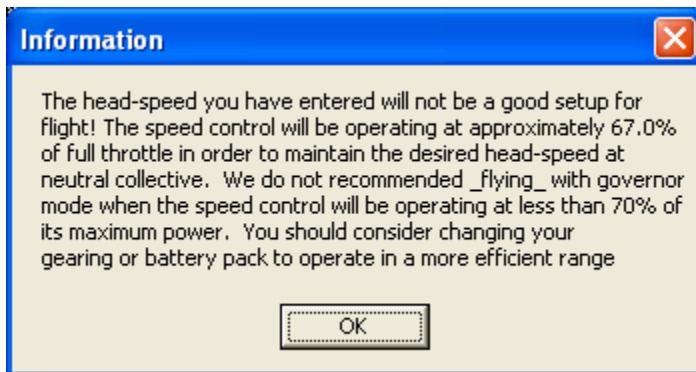 Information
The head-speed you have entered will not be a good setup for
flight! The speed control will be operating at approximately 67.0%
of full throttle in order to maintain the desired head-speed at
neutral collective.  We do not recommended _flying_ with governor
mode when the speed control will be operating at less than 70% of
its maximum power.  You should consider changing your
gearing or battery pack to operate in a more efficient range
OK